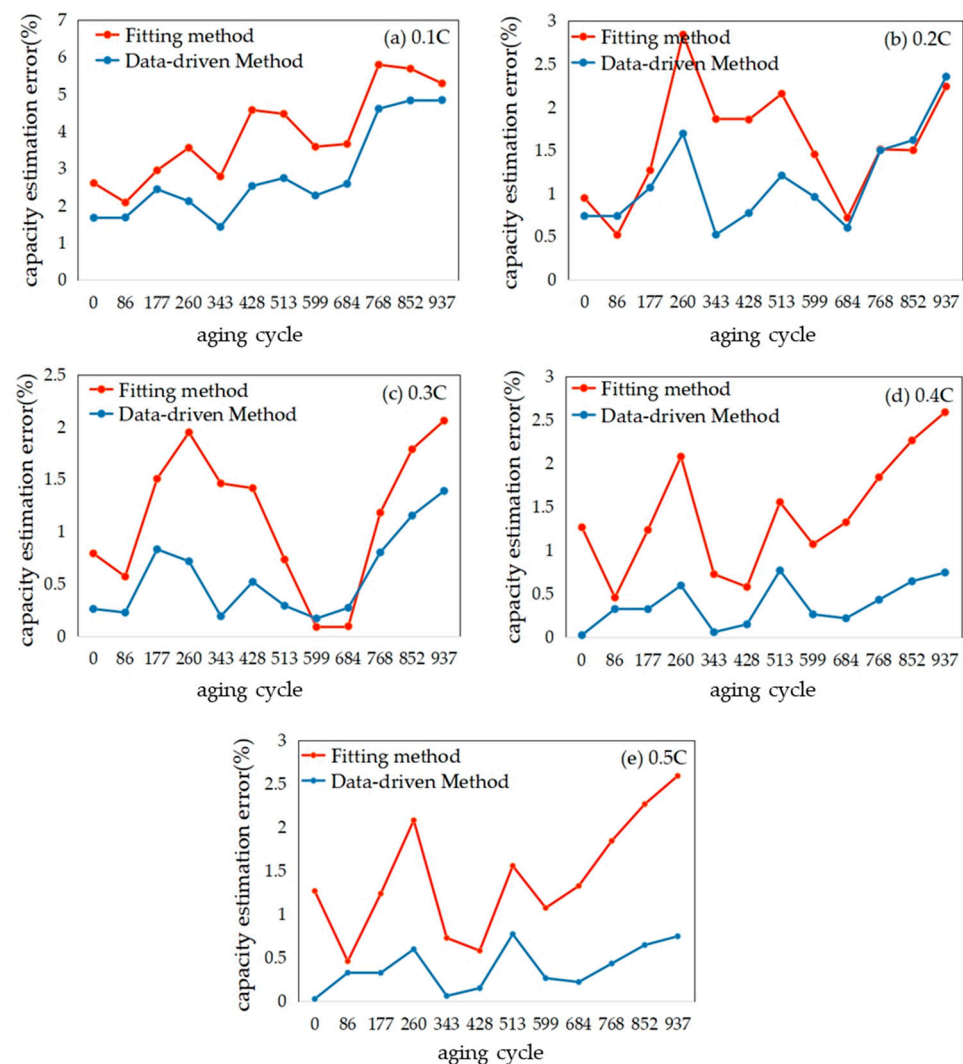 capacity estimation error(%)
7
6
5
4
3
2
1
0
Fitting method
Data-driven Method
(a) 0.1C
0 86 177 260 343 428 513 599 684 768 852 937
aging cycle
capacity estimation error(%)
3
2.5
2
1.5
1
0.5
0
Fitting method
Data-driven Method
(b) 0.2C
0 86 177 260 343 428 513 599 684 768 852 937
aging cycle
capacity estimation error(%)
2.5
2
1.5
1
0.5
0
Fitting method
Data-driven Method
(c) 0.3C
0 86 177 260 343 428 513 599 684 768 852 937
aging cycle
capacity estimation error(%)
3
2.5
2
1.5
1
0.5
0
Fitting method
Data-driven Method
(d) 0.4C
0 86 177 260 343 428 513 599 684 768 852 937
aging cycle
capacity estimation error(%)
3
2.5
2
1.5
1
0.5
0
Fitting method
Data-driven Method
(e) 0.5C
0 86 177 260 343 428 513 599 684 768 852 937
aging cycle